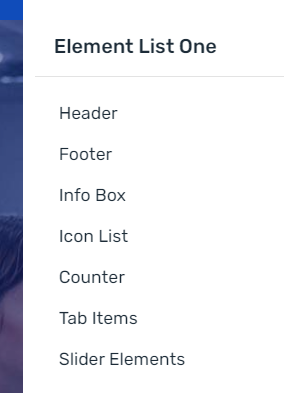 Element List One
Header
Footer
Info Box
Icon List
Counter
Tab Items
Slider Elements